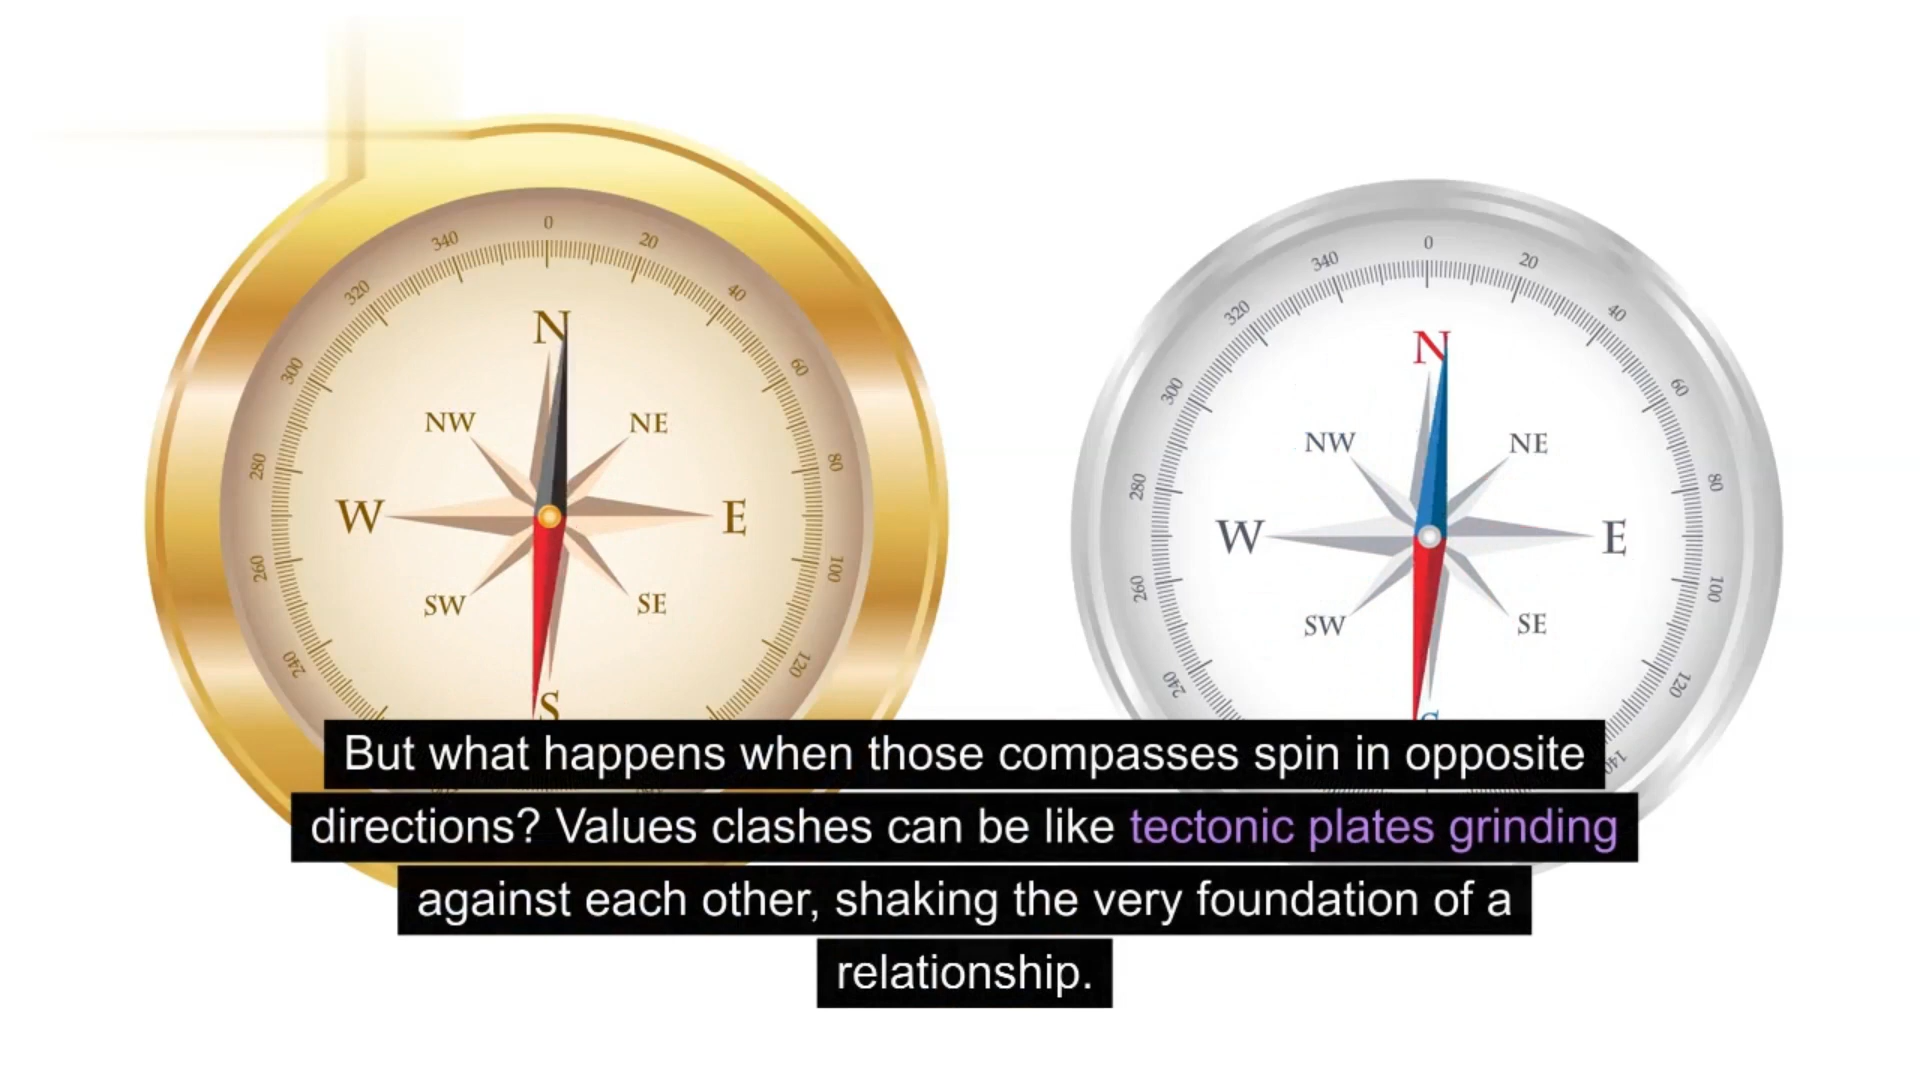 0
340
20
320
40
N
300
60
NW
NE
280
80
W
E
260
100
SW
SE
240
120
S
0
340
20
320
40
N
300
60
NW
NE
280
80
W
E
260
100
SW
SE
240
120
S
140
But what happens when those compasses spin in opposite
directions? Values clashes can be like tectonic plates grinding
against each other, shaking the very foundation of a
relationship.